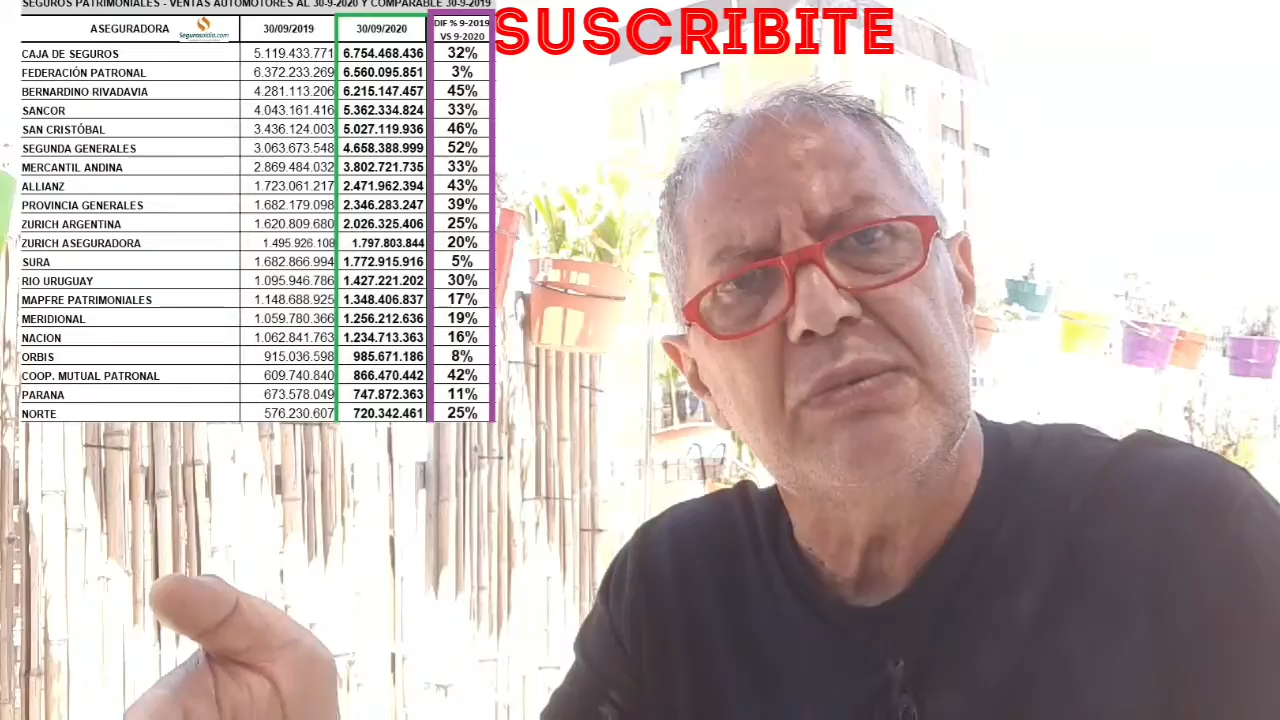 SEGUROS PATRIMONIALES - VENTAS AUTOMOTORES AL 30-9-2020 Y COMPARABLE 30-9-2019
SUSCRIBITE
ASEGURADORA Segurosaldia.com 30/09/2019 30/09/2020 DIF % 9-2019 VS 9-2020
CAJA DE SEGUROS 5.119.433.771 6.754.468.436 32%
FEDERACIÓN PATRONAL 6.372.233.269 6.560.095.851 3%
BERNARDINO RIVADAVIA 4.281.113.206 6.215.147.457 45%
SANCOR 4.043.161.416 5.362.334.824 33%
SAN CRISTÓBAL 3.436.124.003 5.027.119.936 46%
SEGUNDA GENERALES 3.063.673.548 4.658.388.999 52%
MERCANTIL ANDINA 2.869.484.032 3.802.721.735 33%
ALLIANZ 1.723.061.217 2.471.962.394 43%
PROVINCIA GENERALES 1.682.179.098 2.346.283.247 39%
ZURICH ARGENTINA 1.620.809.680 2.026.325.406 25%
ZURICH ASEGURADORA 1.495.926.108 1.797.803.844 20%
SURA 1.682.866.994 1.772.915.916 5%
RIO URUGUAY 1.095.946.786 1.427.221.202 30%
MAPFRE PATRIMONIALES 1.148.688.925 1.348.406.837 17%
MERIDIONAL 1.059.780.366 1.256.212.636 19%
NACION 1.062.841.763 1.234.713.363 16%
ORBIS 915.036.598 985.671.186 8%
COOP. MUTUAL PATRONAL 609.740.840 866.470.442 42%
PARANA 673.578.049 747.872.363 11%
NORTE 576.230.607 720.342.461 25%